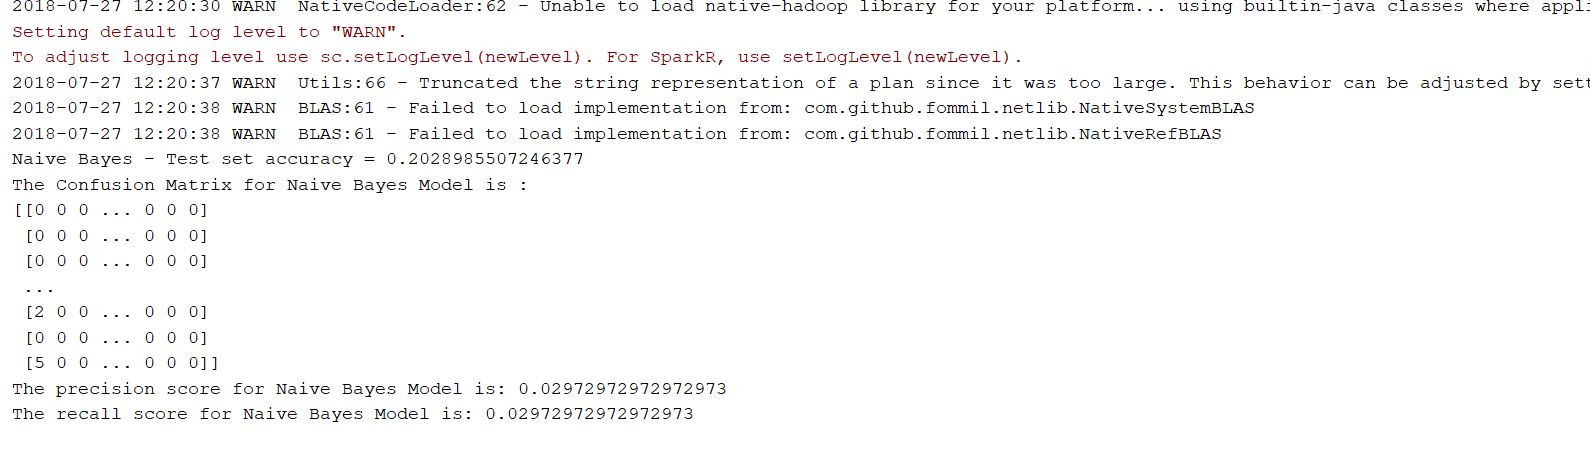 2018-07-27 12:20:30 WARN  NativeCodeLoader:62 - Unable to load native-hadoop library for your platform... using builtin-java classes where
Setting default log level to "WARN".
To adjust logging level use sc.setLogLevel(newLevel). For SparkR, use setLogLevel(newLevel).
2018-07-27 12:20:37 WARN  Utils:66 - Truncated the string representation of a plan since it was too large. This behavior can be adjusted by
2018-07-27 12:20:38 WARN  BLAS:61 - Failed to load implementation from: com.github.fommil.netlib.NativeSystemBLAS
2018-07-27 12:20:38 WARN  BLAS:61 - Failed to load implementation from: com.github.fommil.netlib.NativeRefBLAS
Naive Bayes - Test set accuracy = 0.2028985507246377
The Confusion Matrix for Naive Bayes Model is :
[[0 0 0 ... 0 0 0]
 [0 0 0 ... 0 0 0]
 [0 0 0 ... 0 0 0]
 ...
 [2 0 0 ... 0 0 0]
 [0 0 0 ... 0 0 0]
 [5 0 0 ... 0 0 0]]
The precision score for Naive Bayes Model is: 0.02972972972972973
The recall score for Naive Bayes Model is: 0.02972972972972973